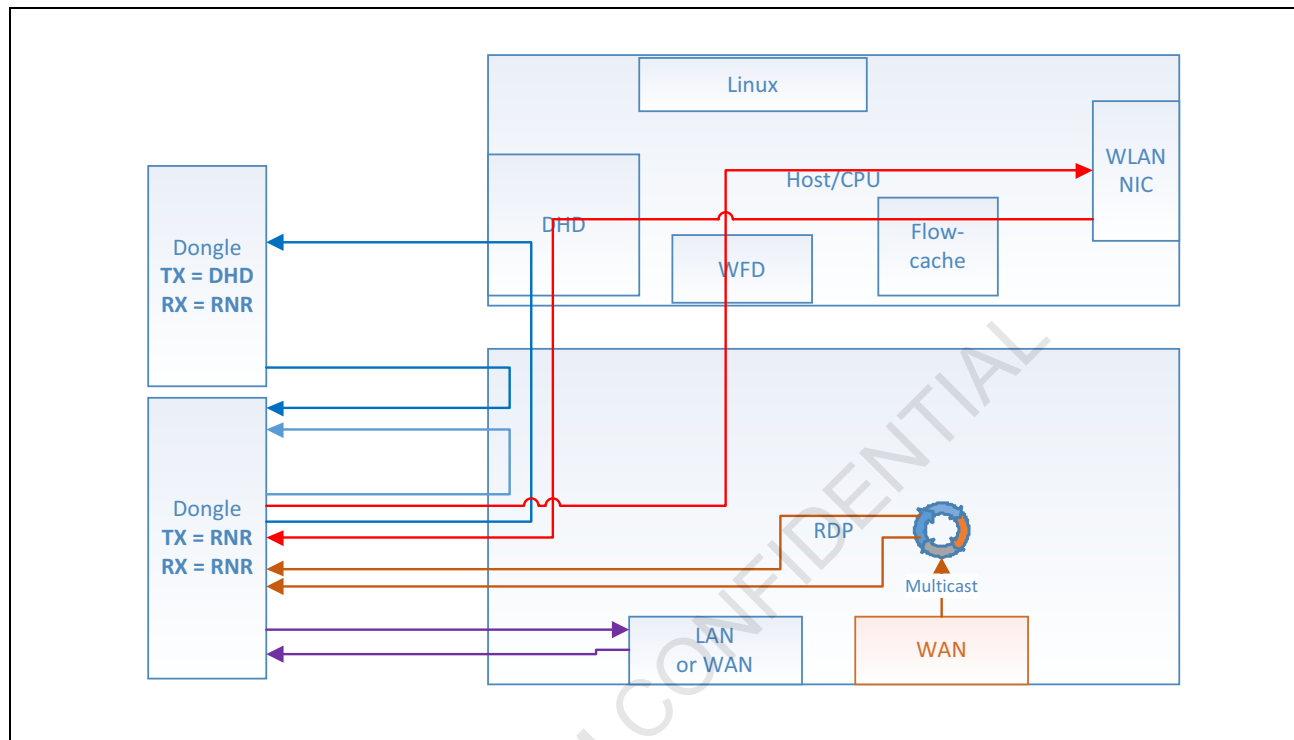 Linux
WLAN
NIC
Host/CPU
DHD
Flow-
cache
WFD
Dongle
TX = DHD
RX = RNR
Dongle
TX = RNR
RX = RNR
RDP
Multicast
LAN
or WAN
WAN
CONFIDENTIAL